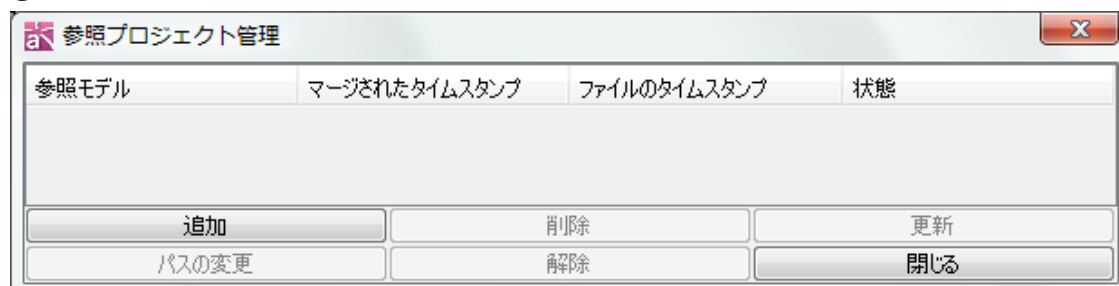 参照プロジェクト管理
参照モデル マージされたタイムスタンプ ファイルのタイムスタンプ 状態
追加 削除 更新
パスの変更 解除 閉じる